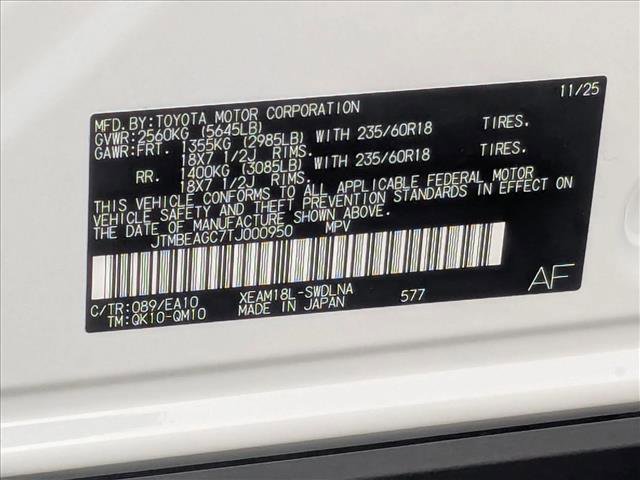 11/25
MFD.BY:TOYOTA MOTOR CORPORATION
GVWR:2560KG (5645LB)
GAWR:FRT. 1355KG (2985LB) WITH 235/60R18 TIRES.
18X7 1/2J RIMS.
RR. 1400KG (3085LB) WITH 235/60R18 TIRES.
18X7 1/2J RIMS.
THIS VEHICLE CONFORMS TO ALL APPLICABLE FEDERAL MOTOR
VEHICLE SAFETY AND THEFT PREVENTION STANDARDS IN EFFECT ON
THE DATE OF MANUFACTURE SHOWN ABOVE.
JTMBEAGC7TJ000950 MPV
C/TR:089/EA10 XEAM18L-SWDLNA 577 AF
TM:QK10-QM10 MADE IN JAPAN